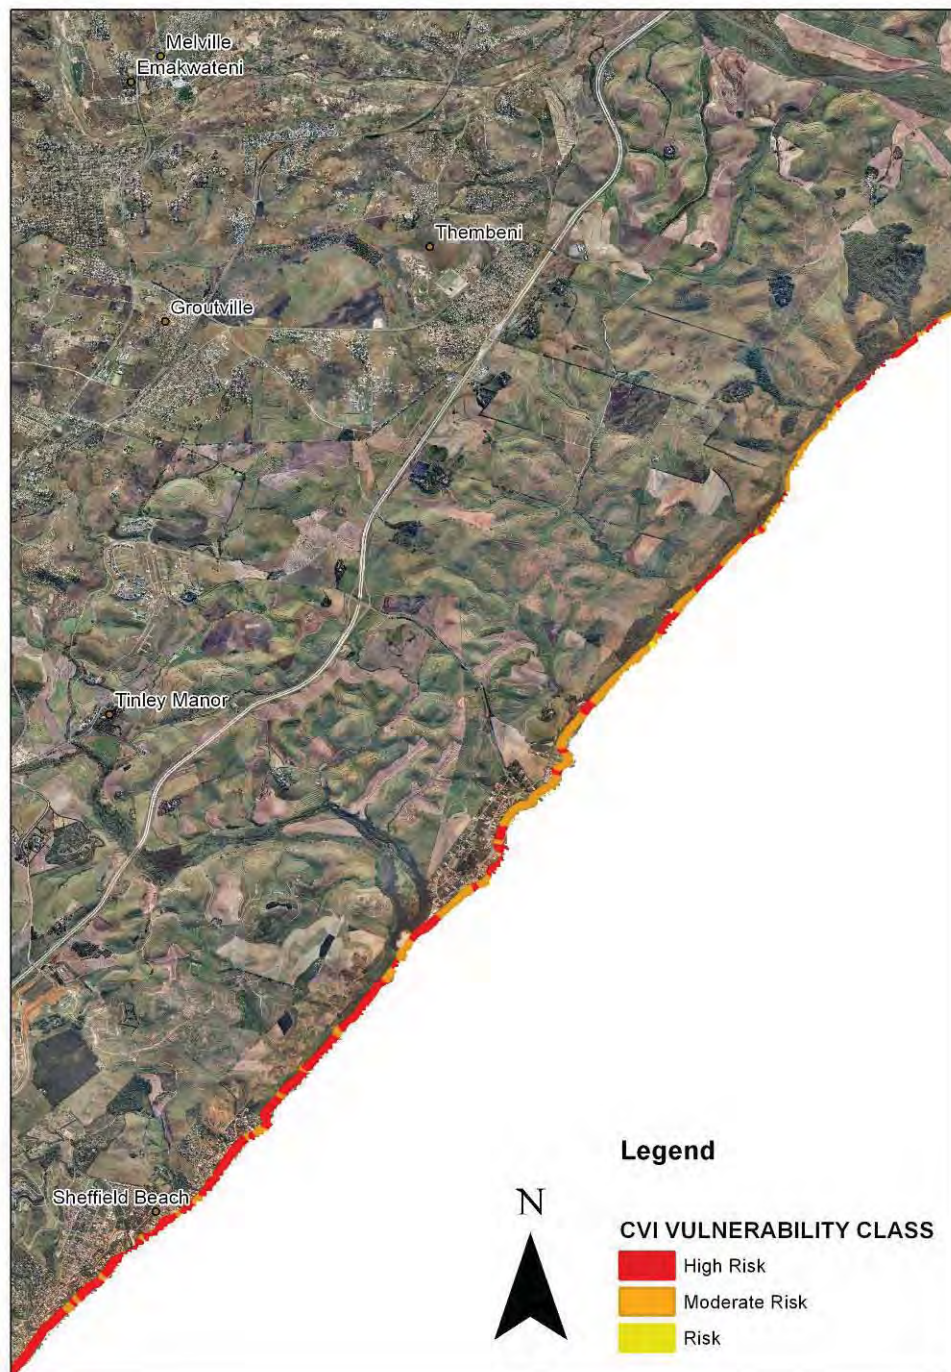 Melville
Emakwateni
Thembeni
Groutville
Tinley Manor
Sheffield Beach
Legend
N
CVI VULNERABILITY CLASS
High Risk
Moderate Risk
Risk